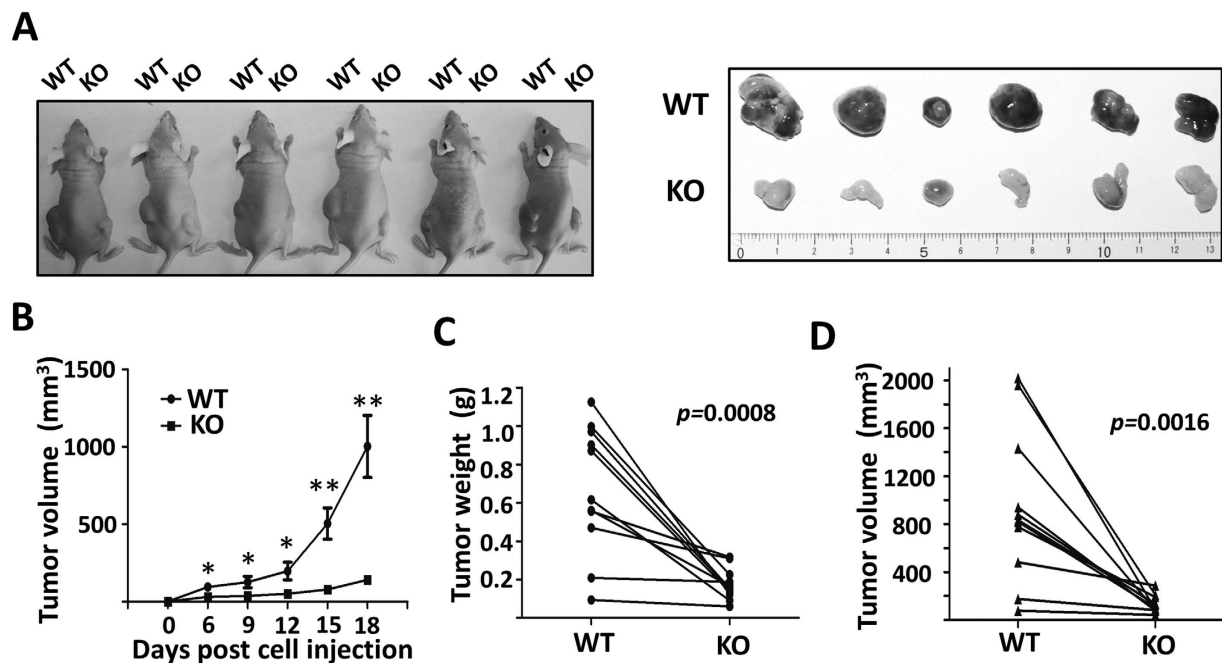 A
WT KO WT KO WT KO WT KO WT KO WT KO
WT
KO
0 1 2 3 4 5 6 7 8 9 10 11 12 13
B
Tumor volume (mm³)
1500
1000
500
WT
KO
* * * ** **
0 6 9 12 15 18
Days post cell injection
C
Tumor weight (g)
1.2
1.0
0.8
0.6
0.4
0.2
p=0.0008
WT KO
D
Tumor volume (mm³)
2000
1600
1200
800
400
p=0.0016
WT KO